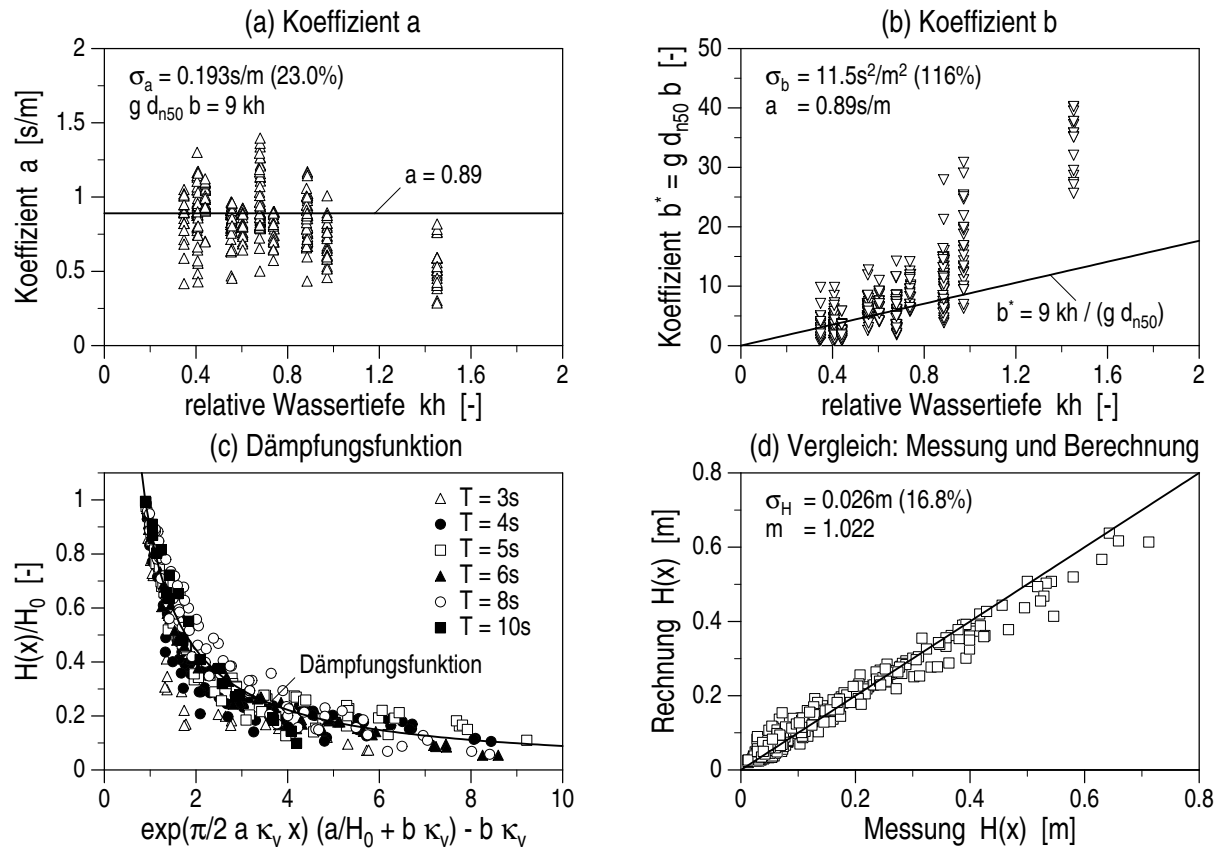 (a) Koeffizient a
2
1.5
1
0.5
0
Koeffizient a [s/m]
σₐ = 0.193s/m (23.0%)
g dₙ₅₀ b = 9 kh
a = 0.89
0 0.4 0.8 1.2 1.6 2
relative Wassertiefe kh [-]
(b) Koeffizient b
50
40
30
20
10
0
Koeffizient b* = g dₙ₅₀ b [-]
σ_b = 11.5s²/m² (116%)
a = 0.89s/m
b* = 9 kh / (g dₙ₅₀)
0 0.4 0.8 1.2 1.6 2
relative Wassertiefe kh [-]
(c) Dämpfungsfunktion
1
0.8
0.6
0.4
0.2
0
H(x)/H₀ [-]
T = 3s
T = 4s
T = 5s
T = 6s
T = 8s
T = 10s
Dämpfungsfunktion
0 2 4 6 8 10
exp(π/2 a κᵥ x) (a/H₀ + b κᵥ) - b κᵥ
(d) Vergleich: Messung und Berechnung
0.8
0.6
0.4
0.2
0
Rechnung H(x) [m]
σ_H = 0.026m (16.8%)
m = 1.022
0 0.2 0.4 0.6 0.8
Messung H(x) [m]